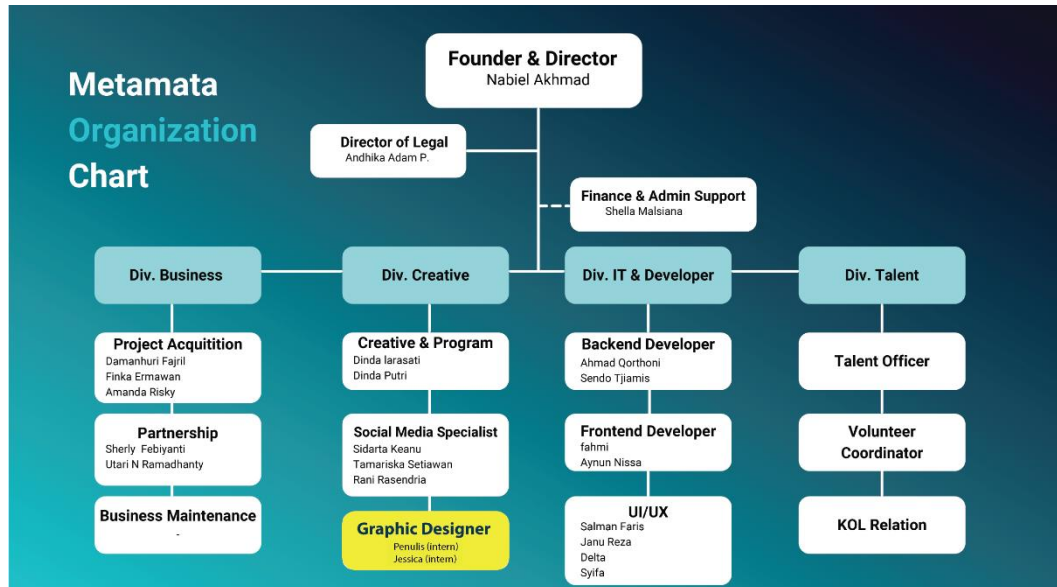 Metamata
Organization
Chart
Founder & Director
Nabiel Akhmad
Director of Legal
Andhika Adam P.
Finance & Admin Support
Shella Malsiana
Div. Business
Div. Creative
Div. IT & Developer
Div. Talent
Project Acquitition
Damanhuri Fajril
Finka Ermawan
Amanda Risky
Partnership
Sherly Febiyanti
Utari N Ramadhanty
Business Maintenance
-
Creative & Program
Dinda larasati
Dinda Putri
Social Media Specialist
Sidarta Keanu
Tamariska Setiawan
Rani Rasendria
Graphic Designer
Penulis (intern)
Jessica (intern)
Backend Developer
Ahmad Qorthoni
Sendo Tjiamis
Frontend Developer
fahmi
Aynun Nissa
UI/UX
Salman Faris
Janu Reza
Delta
Syifa
Talent Officer
Volunteer
Coordinator
KOL Relation